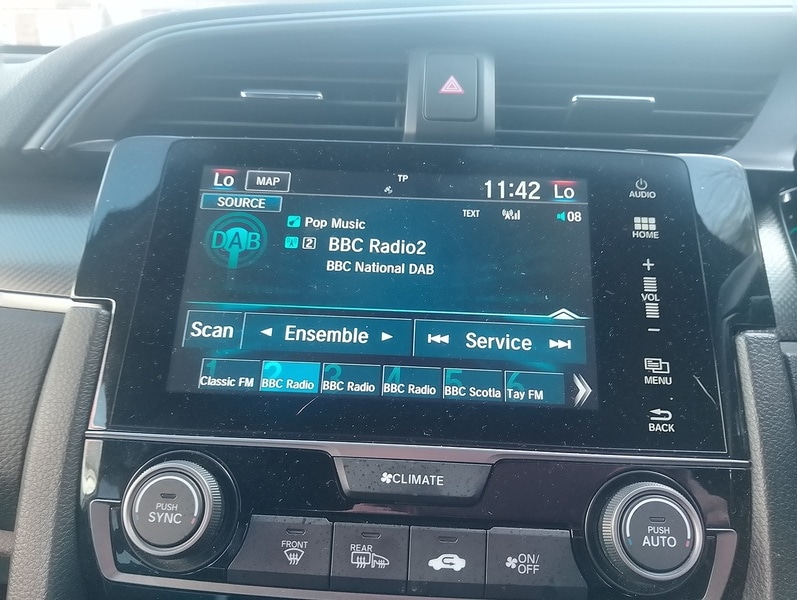 Lo MAP TP 11:42 Lo
SOURCE
TEXT 08
DAB
Pop Music
2 BBC Radio2
BBC National DAB
Scan Ensemble Service
1 Classic FM
2 BBC Radio
3 BBC Radio
4 BBC Radio
5 BBC Scotla
6 Tay FM
AUDIO
HOME
+
VOL
−
MENU
BACK
CLIMATE
PUSH
SYNC
FRONT
REAR
ON/
OFF
PUSH
AUTO